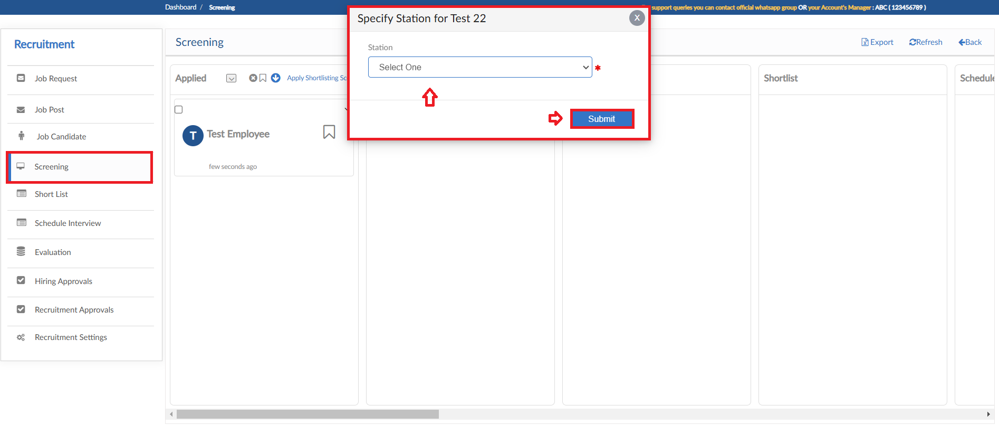 Dashboard / Screening
support queries you can contact official whatsapp group OR your Account's Manager : ABC ( 123456789 )
Recruitment
Job Request
Job Post
Job Candidate
Screening
Short List
Schedule Interview
Evaluation
Hiring Approvals
Recruitment Approvals
Recruitment Settings
Screening
Export Refresh Back
Specify Station for Test 22
X
Station
Select One
*
Submit
Applied
Apply Shortlisting Sc
T
Test Employee
few seconds ago
Shortlist
Schedule